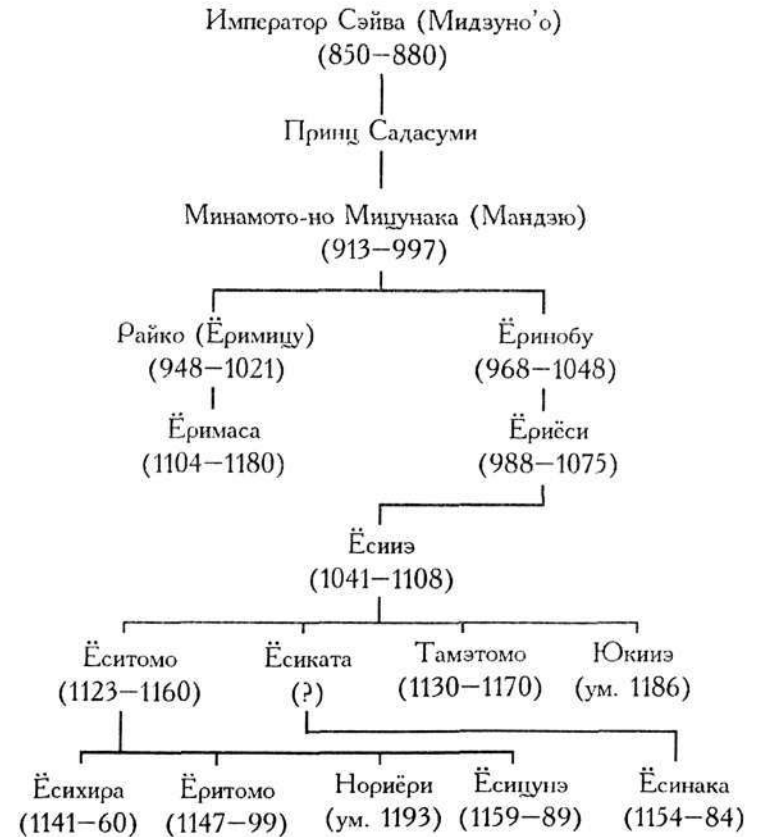 Император Сэйва (Мидзуно’о)
(850–880)
Принц Садасуми
Минамото-но Мицунака (Мандзю)
(913–997)
Райко (Ёримицу) Ёринобу
(948–1021) (968–1048)
Ёримаса Ёриёси
(1104–1180) (988–1075)
Ёсииэ
(1041–1108)
Ёситомо Ёсиката Тамэтомо Юкииэ
(1123–1160) (?) (1130–1170) (ум. 1186)
Ёсихира Ёритомо Нориёри Ёсицунэ Ёсинака
(1141–60) (1147–99) (ум. 1193) (1159–89) (1154–84)